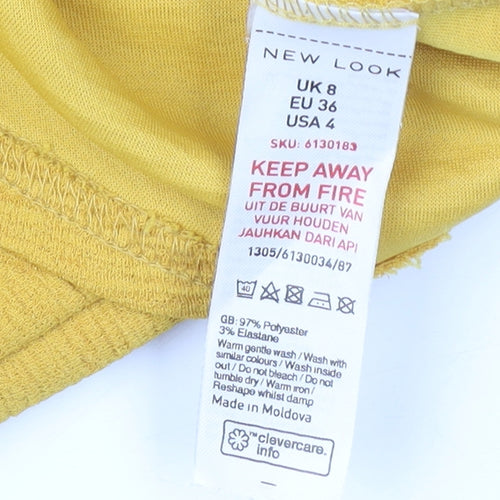 NEW LOOK
UK 8
EU 36
USA 4
SKU: 6130183
KEEP AWAY
FROM FIRE
UIT DE BUURT VAN
VUUR HOUDEN
JAUHKAN DARI API
1305/6130034/87
40
GB: 97% Polyester
3% Elastane
Warm gentle wash / Wash with
similar colours / Wash inside
out / Do not bleach / Do not
tumble dry / Warm iron /
Reshape whilst damp
Made in Moldova
™clevercare.
info